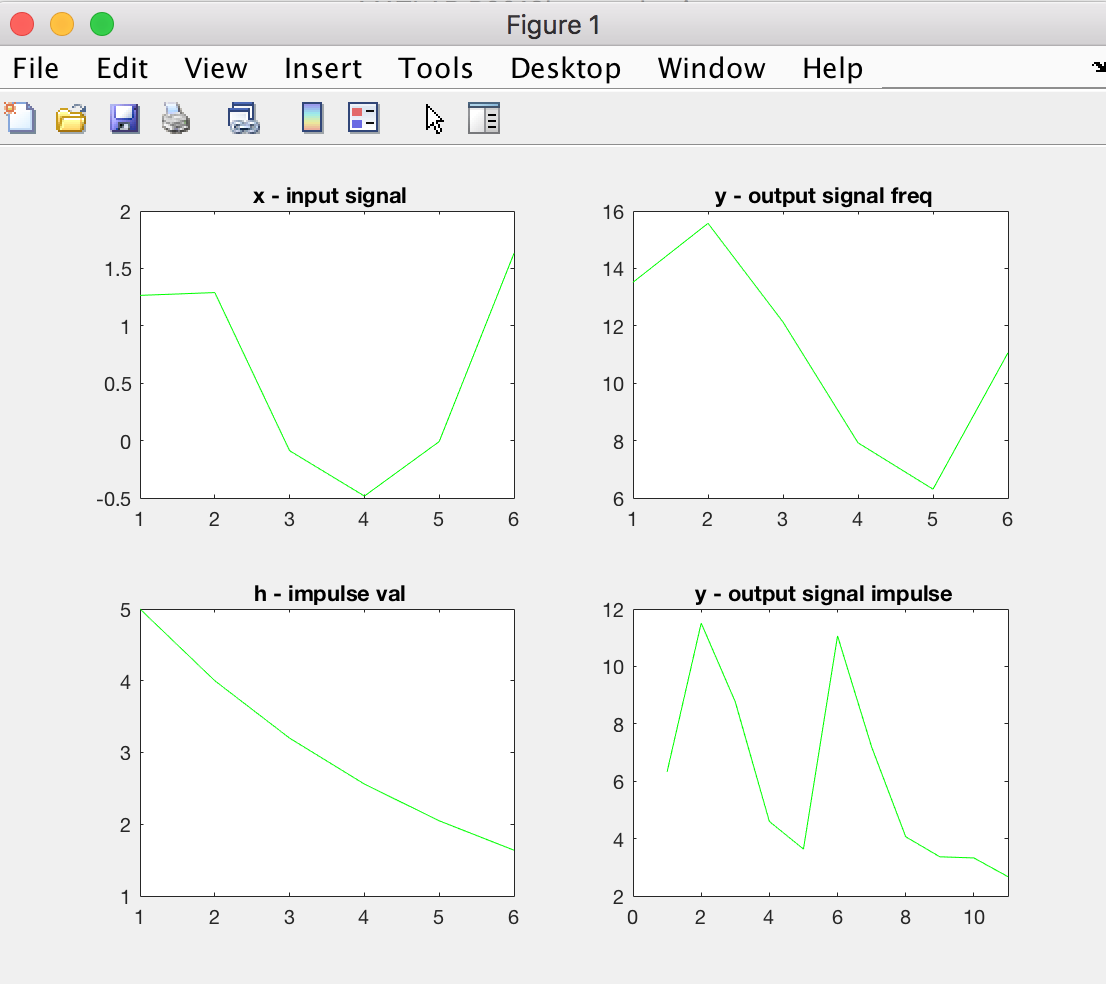 Figure 1
File Edit View Insert Tools Desktop Window Help
x - input signal
2
1.5
1
0.5
0
-0.5
1 2 3 4 5 6
y - output signal freq
16
14
12
10
8
6
1 2 3 4 5 6
h - impulse val
5
4
3
2
1
1 2 3 4 5 6
y - output signal impulse
12
10
8
6
4
2
0 2 4 6 8 10